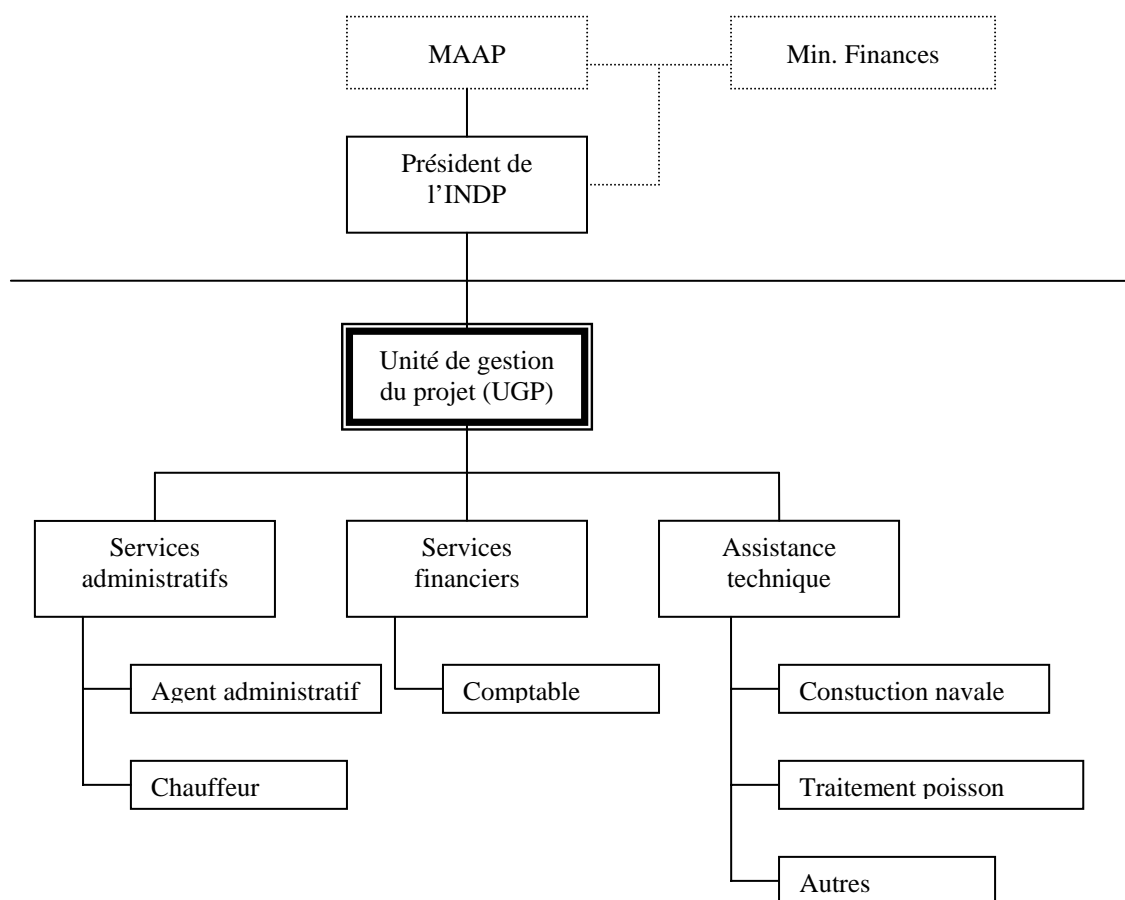 MAAP
Min. Finances
Président de
l’INDP
Unité de gestion
du projet (UGP)
Services
administratifs
Services
financiers
Assistance
technique
Agent administratif
Comptable
Constuction navale
Chauffeur
Traitement poisson
Autres